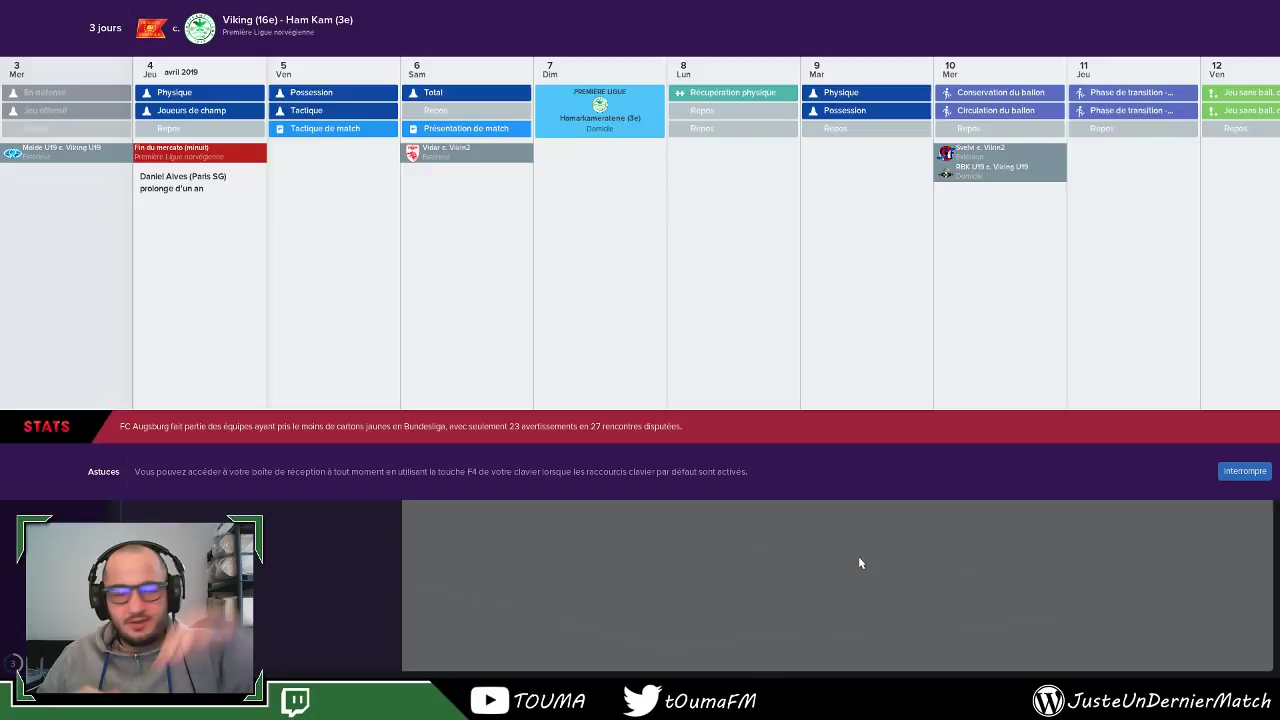 3 jours
c.
Viking (16e) - Ham Kam (3e)
Première Ligue norvégienne
3
Mer
4
Jeu
avril 2019
5
Ven
6
Sam
7
Dim
8
Lun
9
Mar
10
Mer
11
Jeu
12
Ven
En défense
Jeu offensif
Repos
Molde U19 c. Viking U19
Extérieure
Physique
Joueurs de champ
Repos
Fin du mercato (minuit)
Première Ligue norvégienne
Daniel Alves (Paris SG)
prolonge d'un an
Possession
Tactique
Tactique de match
Total
Repos
Présentation de match
Vidar c. Vikin2
Extérieure
PREMIÈRE LIGUE
Hamarkameratene (3e)
Domicile
Récupération physique
Repos
Repos
Physique
Possession
Repos
Conservation du ballon
Circulation du ballon
Repos
Svelvi c. Vikin2
Extérieure
RBK U19 c. Viking U19
Domicile
Phase de transition -...
Phase de transition -...
Repos
Jeu sans ball. o
Jeu sans ball. d
Repos
STATS
FC Augsburg fait partie des équipes ayant pris le moins de cartons jaunes en Bundesliga, avec seulement 23 avertissements en 27 rencontres disputées.
Astuces
Vous pouvez accéder à votre boîte de réception à tout moment en utilisant la touche F4 de votre clavier lorsque les raccourcis clavier par défaut sont activés.
Interrompre
3
TOUMA
tOumaFM
JusteUnDernierMatch